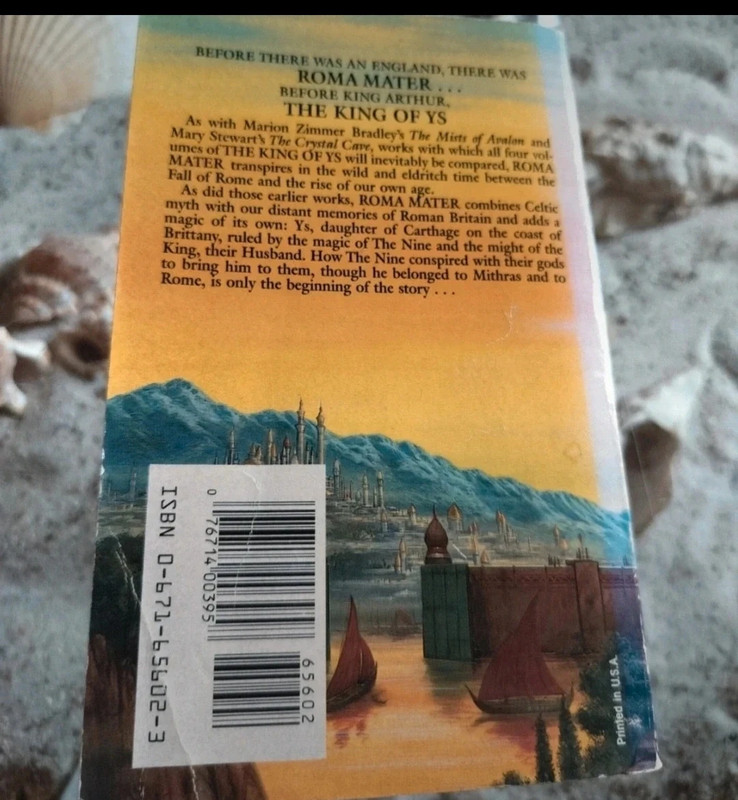 BEFORE THERE WAS AN ENGLAND, THERE WAS
ROMA MATER . . .
BEFORE KING ARTHUR,
THE KING OF YS
As with Marion Zimmer Bradley's The Mists of Avalon and
Mary Stewart's The Crystal Cave, works with which all four vol-
umes of THE KING OF YS will inevitably be compared, ROMA
MATER transpires in the wild and eldritch time between the
Fall of Rome and the rise of our own age.
As did those earlier works, ROMA MATER combines Celtic
myth with our distant memories of Roman Britain and adds a
magic of its own: Ys, daughter of Carthage on the coast of
Brittany, ruled by the magic of The Nine and the might of the
King, their Husband. How The Nine conspired with their gods
to bring him to them, though he belonged to Mithras and to
Rome, is only the beginning of the story . . .
ISBN 0-671-65602-3
0 76714 00395
65602
Printed in U.S.A.